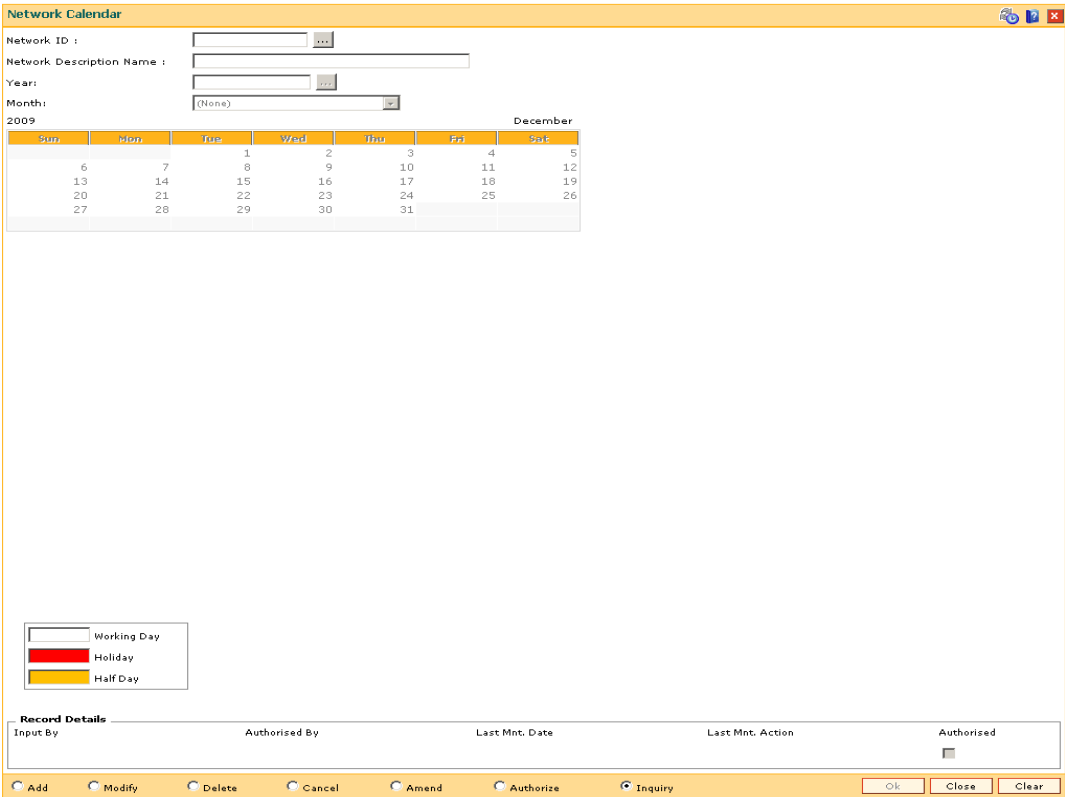 Network Calendar
Network ID :
...
Network Description Name :
Year:
...
Month:
(None)
2009 December
Sun Mon Tue Wed Thu Fri Sat
1 2 3 4 5
6 7 8 9 10 11 12
13 14 15 16 17 18 19
20 21 22 23 24 25 26
27 28 29 30 31
Working Day
Holiday
Half Day
Record Details
Input By Authorised By Last Mnt. Date Last Mnt. Action Authorised
Add Modify Delete Cancel Amend Authorize Inquiry Ok Close Clear